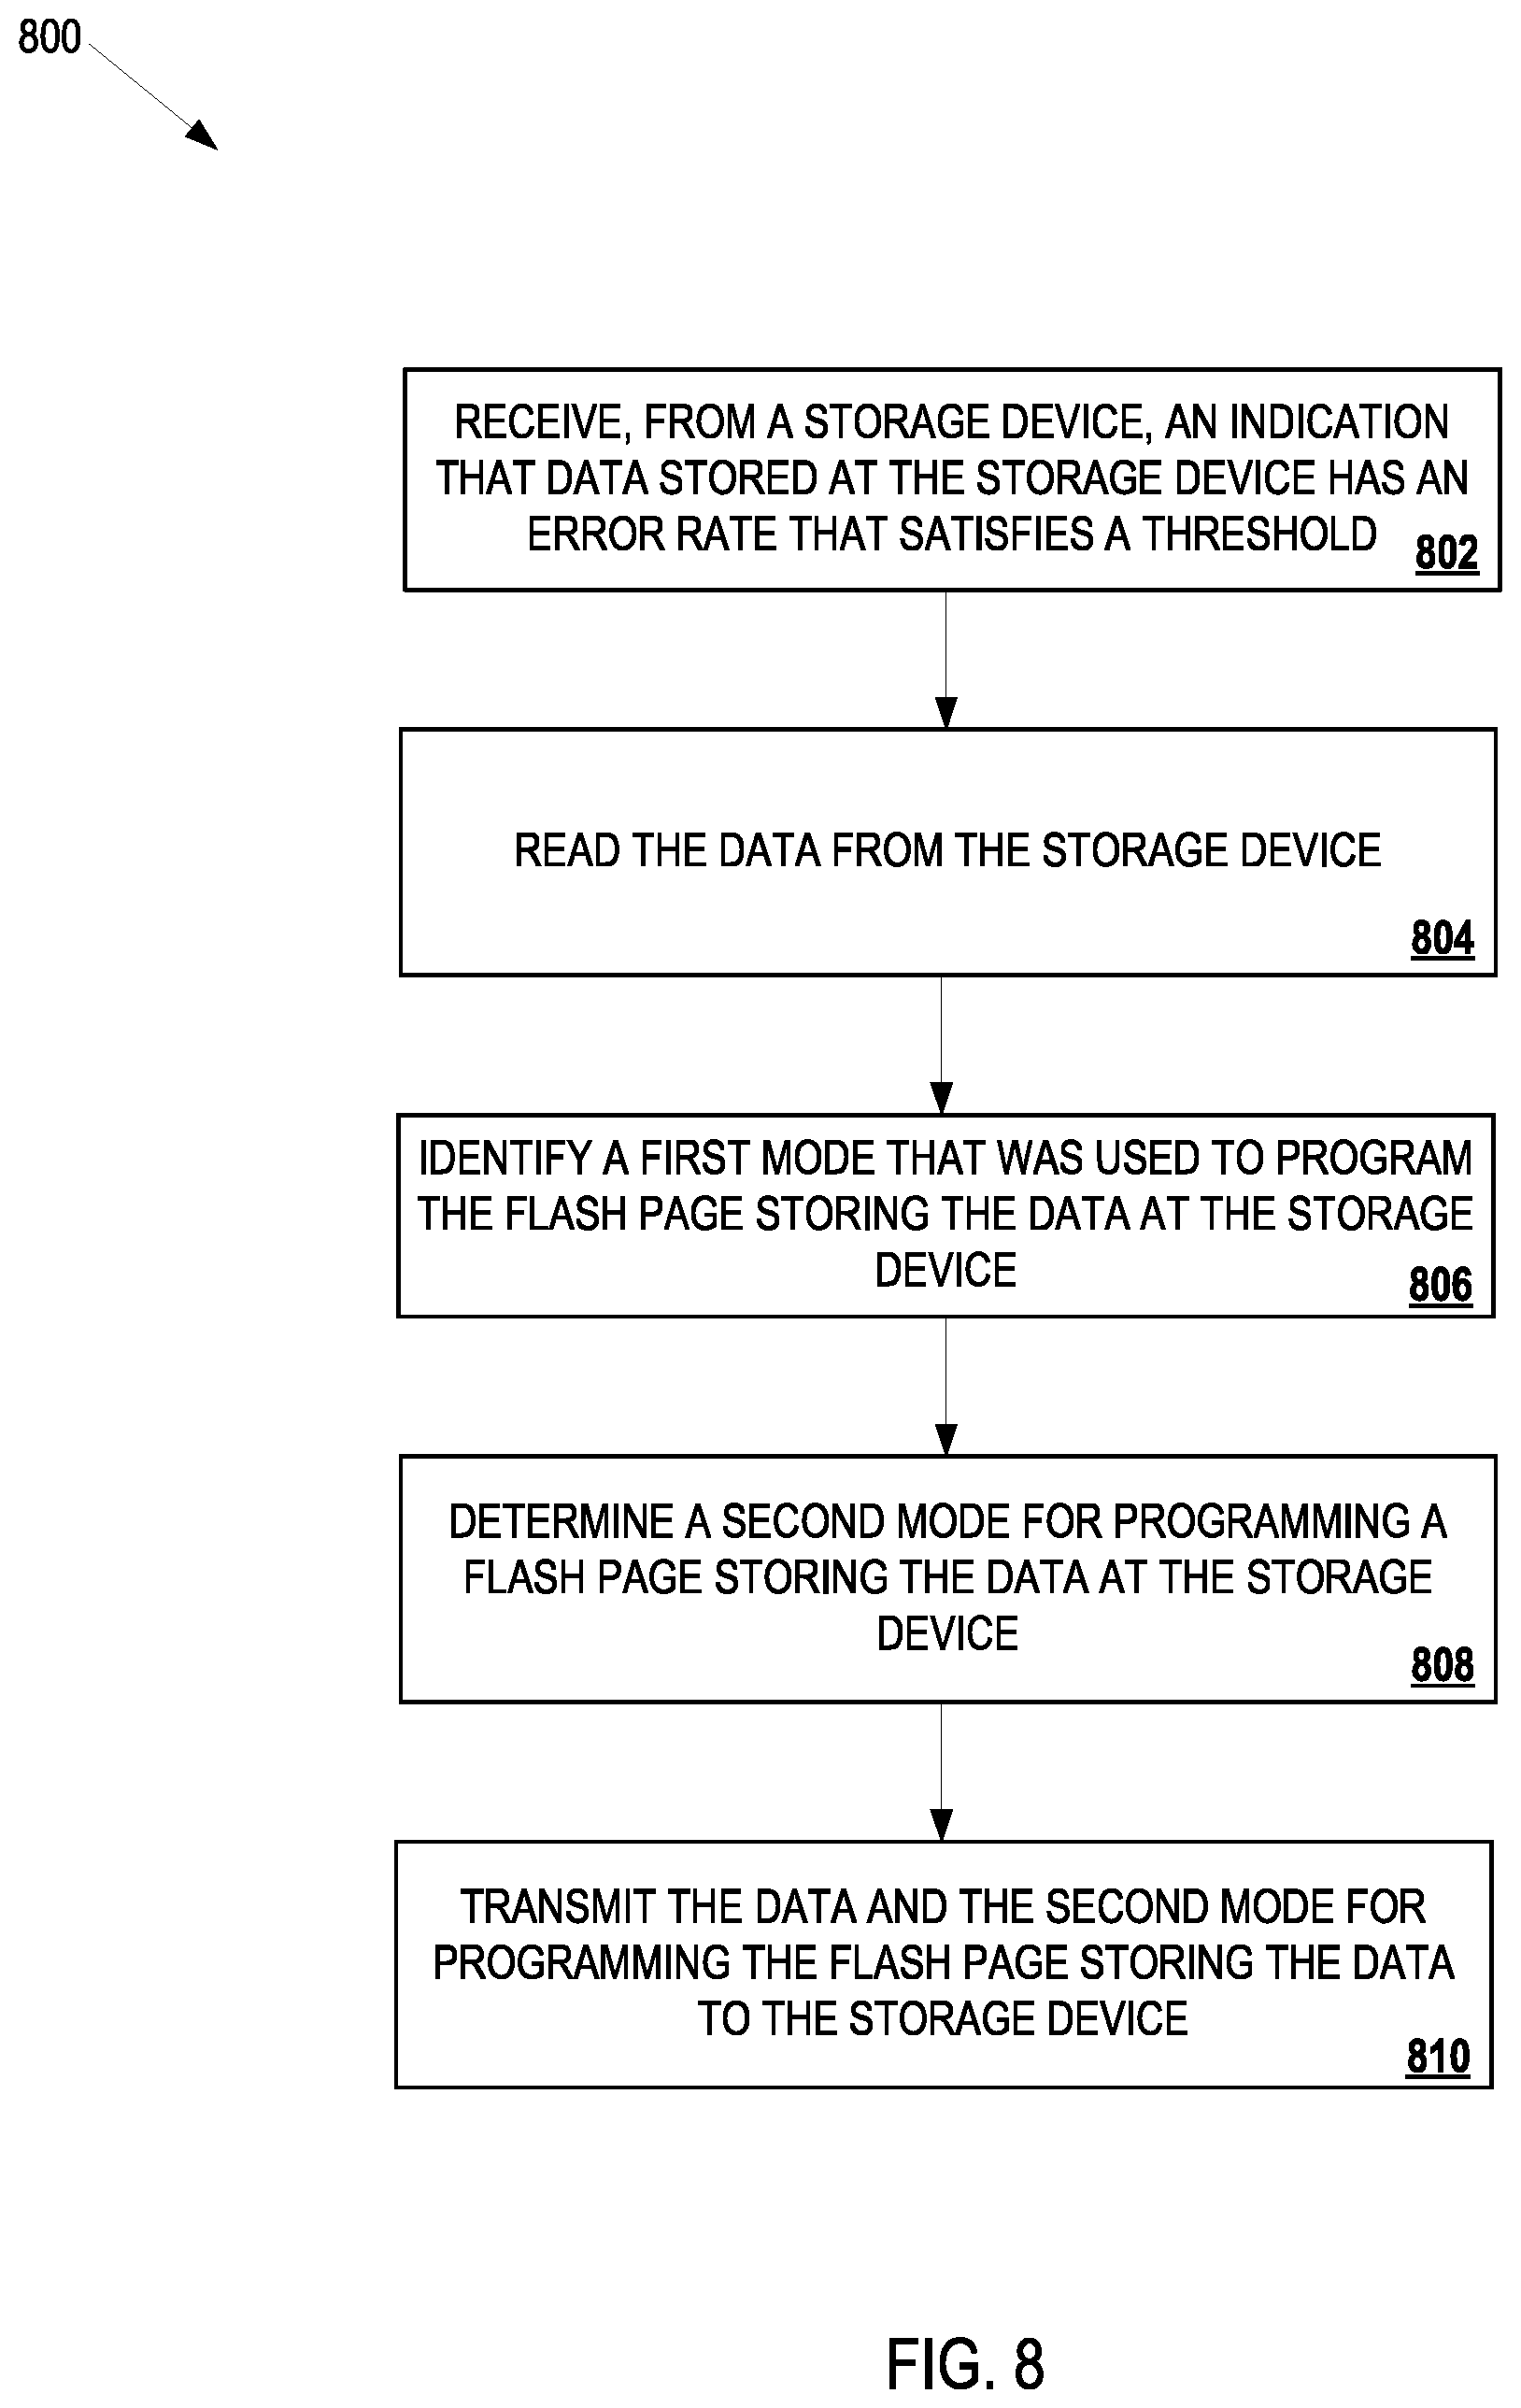 800
RECEIVE, FROM A STORAGE DEVICE, AN INDICATION
THAT DATA STORED AT THE STORAGE DEVICE HAS AN
ERROR RATE THAT SATISFIES A THRESHOLD
802
READ THE DATA FROM THE STORAGE DEVICE
804
IDENTIFY A FIRST MODE THAT WAS USED TO PROGRAM
THE FLASH PAGE STORING THE DATA AT THE STORAGE
DEVICE
806
DETERMINE A SECOND MODE FOR PROGRAMMING A
FLASH PAGE STORING THE DATA AT THE STORAGE
DEVICE
808
TRANSMIT THE DATA AND THE SECOND MODE FOR
PROGRAMMING THE FLASH PAGE STORING THE DATA
TO THE STORAGE DEVICE
810
FIG. 8